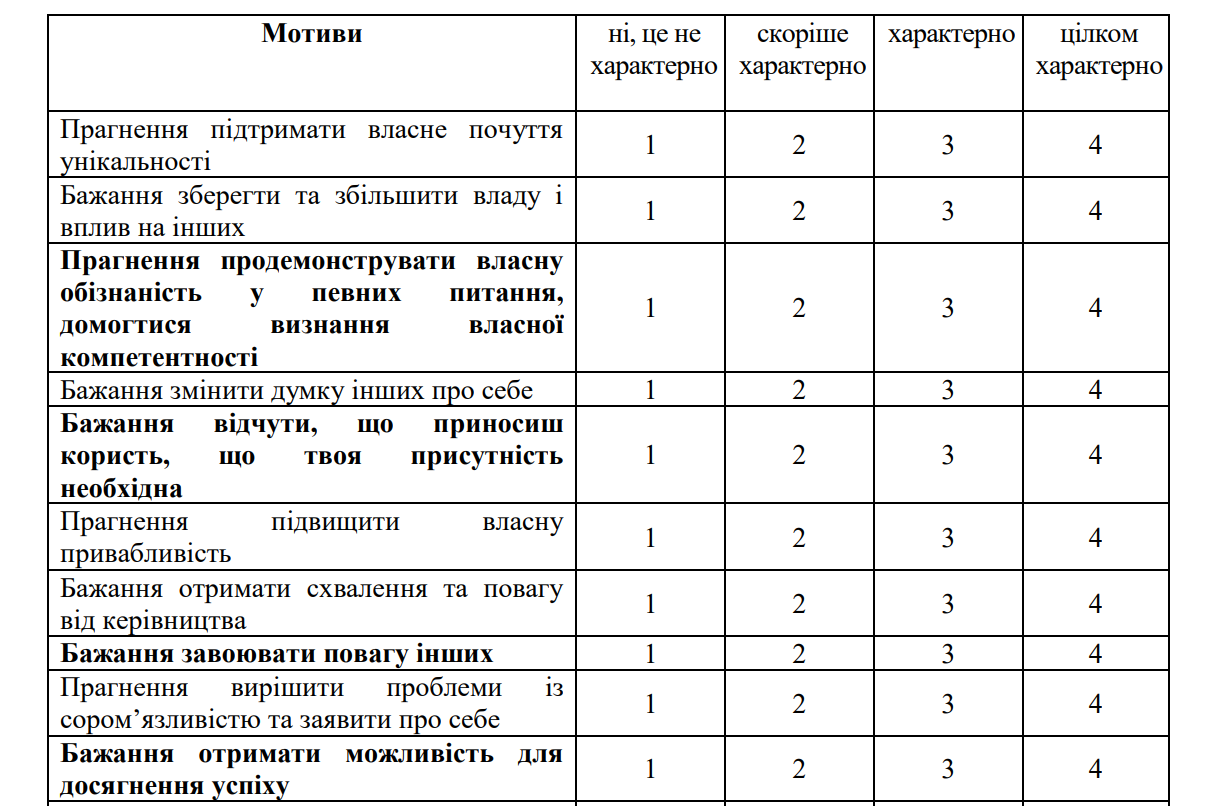 Мотиви ні, це не скоріше характерно цілком
характерно характерно характерно
Прагнення підтримати власне почуття
унікальності
1 2 3 4
Бажання зберегти та збільшити владу і
вплив на інших
1 2 3 4
Прагнення продемонструвати власну
обізнаність у певних питання,
домогтися визнання власної
компетентності
1 2 3 4
Бажання змінити думку інших про себе 1 2 3 4
Бажання відчути, що приносиш
користь, що твоя присутність
необхідна
1 2 3 4
Прагнення підвищити власну
привабливість
1 2 3 4
Бажання отримати схвалення та повагу
від керівництва
1 2 3 4
Бажання завоювати повагу інших 1 2 3 4
Прагнення вирішити проблеми із
сором’язливістю та заявити про себе
1 2 3 4
Бажання отримати можливість для
досягнення успіху
1 2 3 4